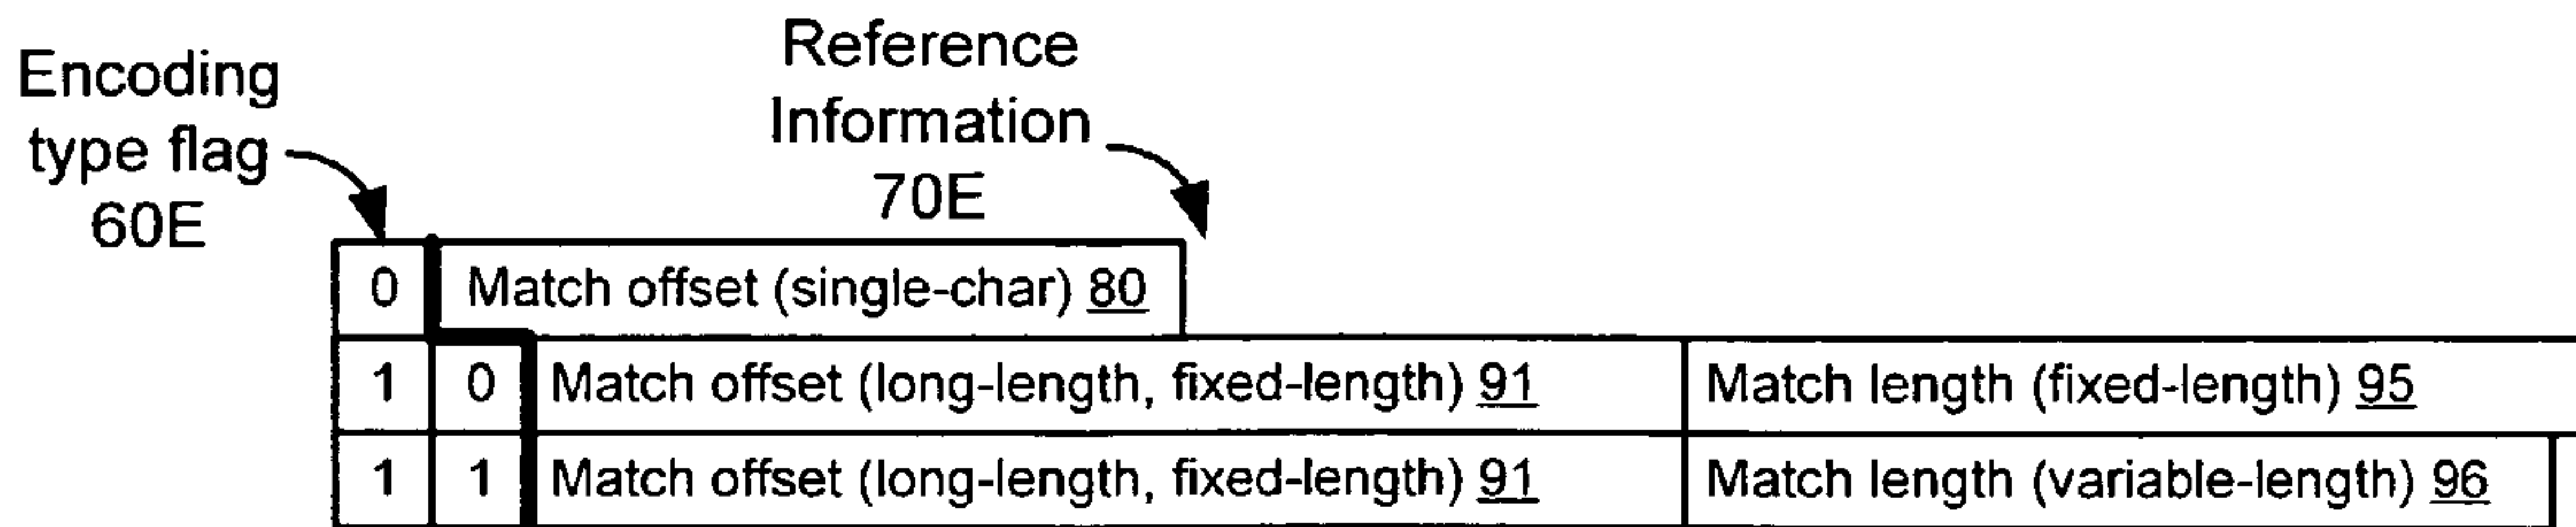 Encoding
type flag
60E
Reference
Information
70E
0 Match offset (single-char) 80
1 0 Match offset (long-length, fixed-length) 91 Match length (fixed-length) 95
1 1 Match offset (long-length, fixed-length) 91 Match length (variable-length) 96